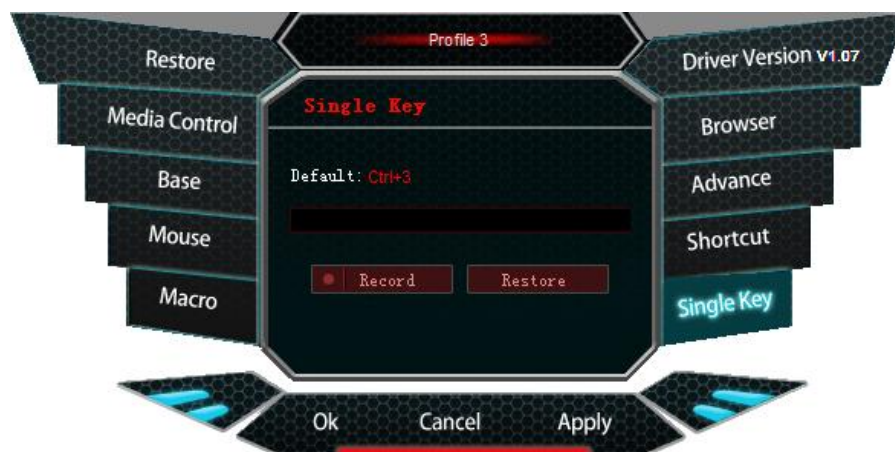 Profile 3
Restore
Media Control
Base
Mouse
Macro
Single Key
Default: Ctrl+3
Record
Restore
Driver Version V1.07
Browser
Advance
Shortcut
Single Key
Ok
Cancel
Apply